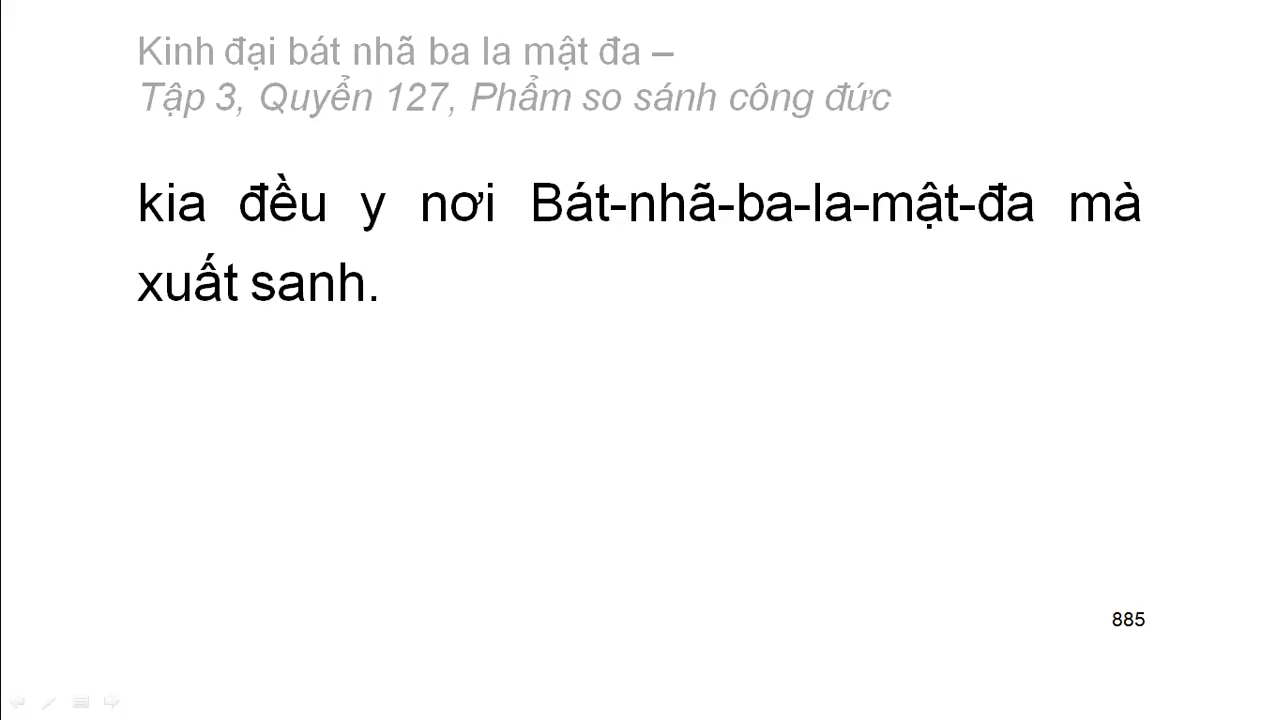 Kinh đại bát nhã ba la mật đa –
Tập 3, Quyển 127, Phẩm so sánh công đức
kia đều y nơi Bát-nhã-ba-la-mật-đa mà
xuất sanh.
885